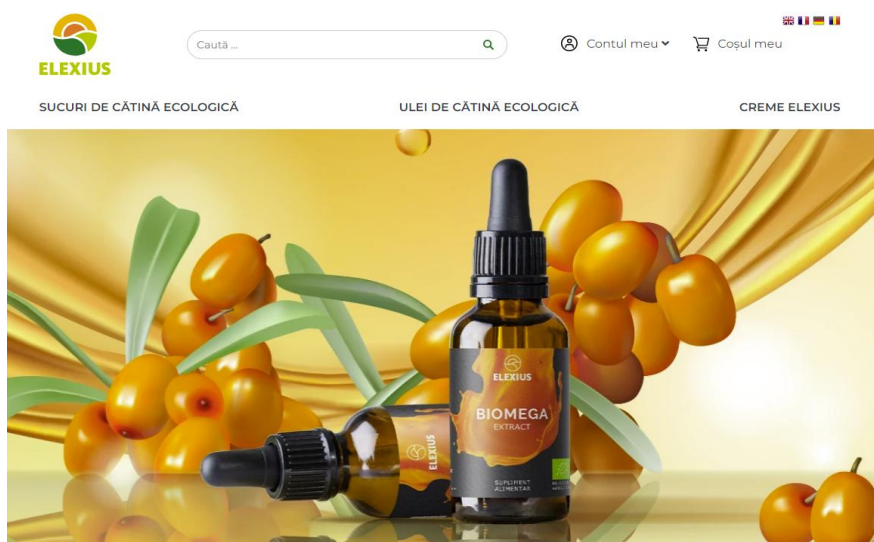 ELEXIUS
Caută ...
Contul meu
Coșul meu
SUCURI DE CĂTINĂ ECOLOGICĂ
ULEI DE CĂTINĂ ECOLOGICĂ
CREME ELEXIUS
ELEXIUS
BIOMEGA
EXTRACT
SUPLIMENT
ALIMENTAR
ELEXIUS